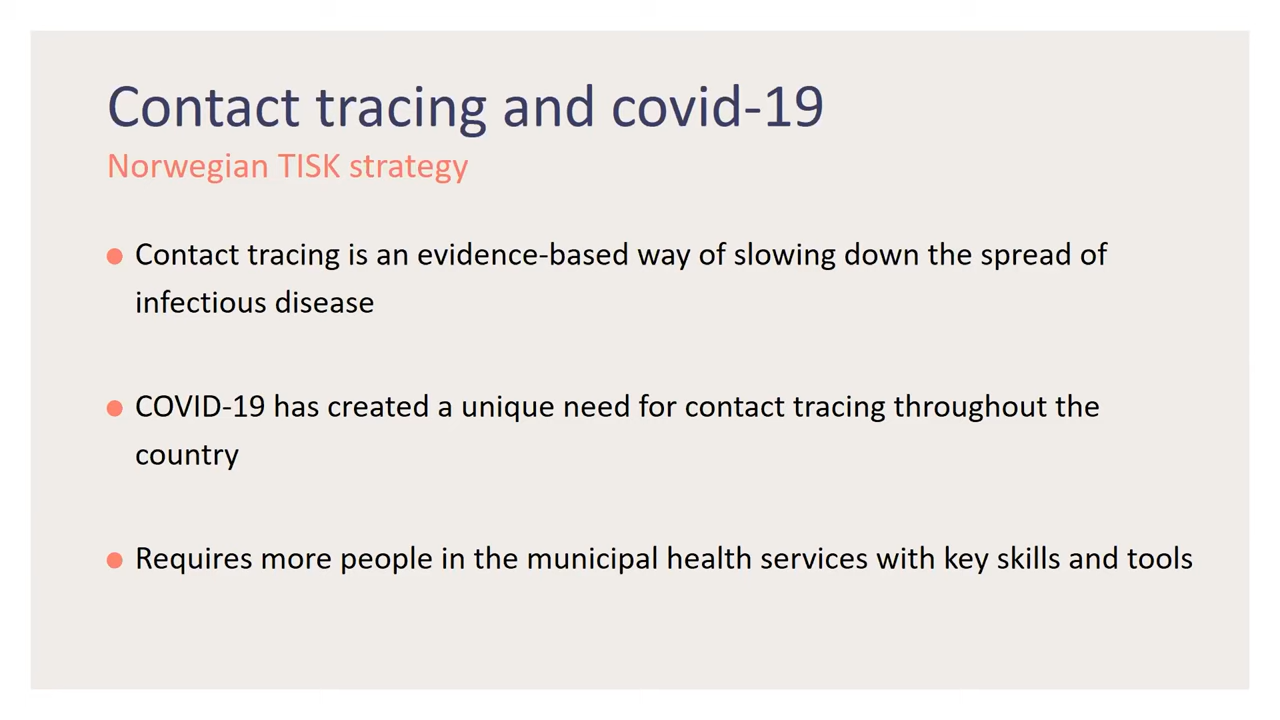 Contact tracing and covid-19
Norwegian TISK strategy
Contact tracing is an evidence-based way of slowing down the spread of
infectious disease
COVID-19 has created a unique need for contact tracing throughout the
country
Requires more people in the municipal health services with key skills and tools